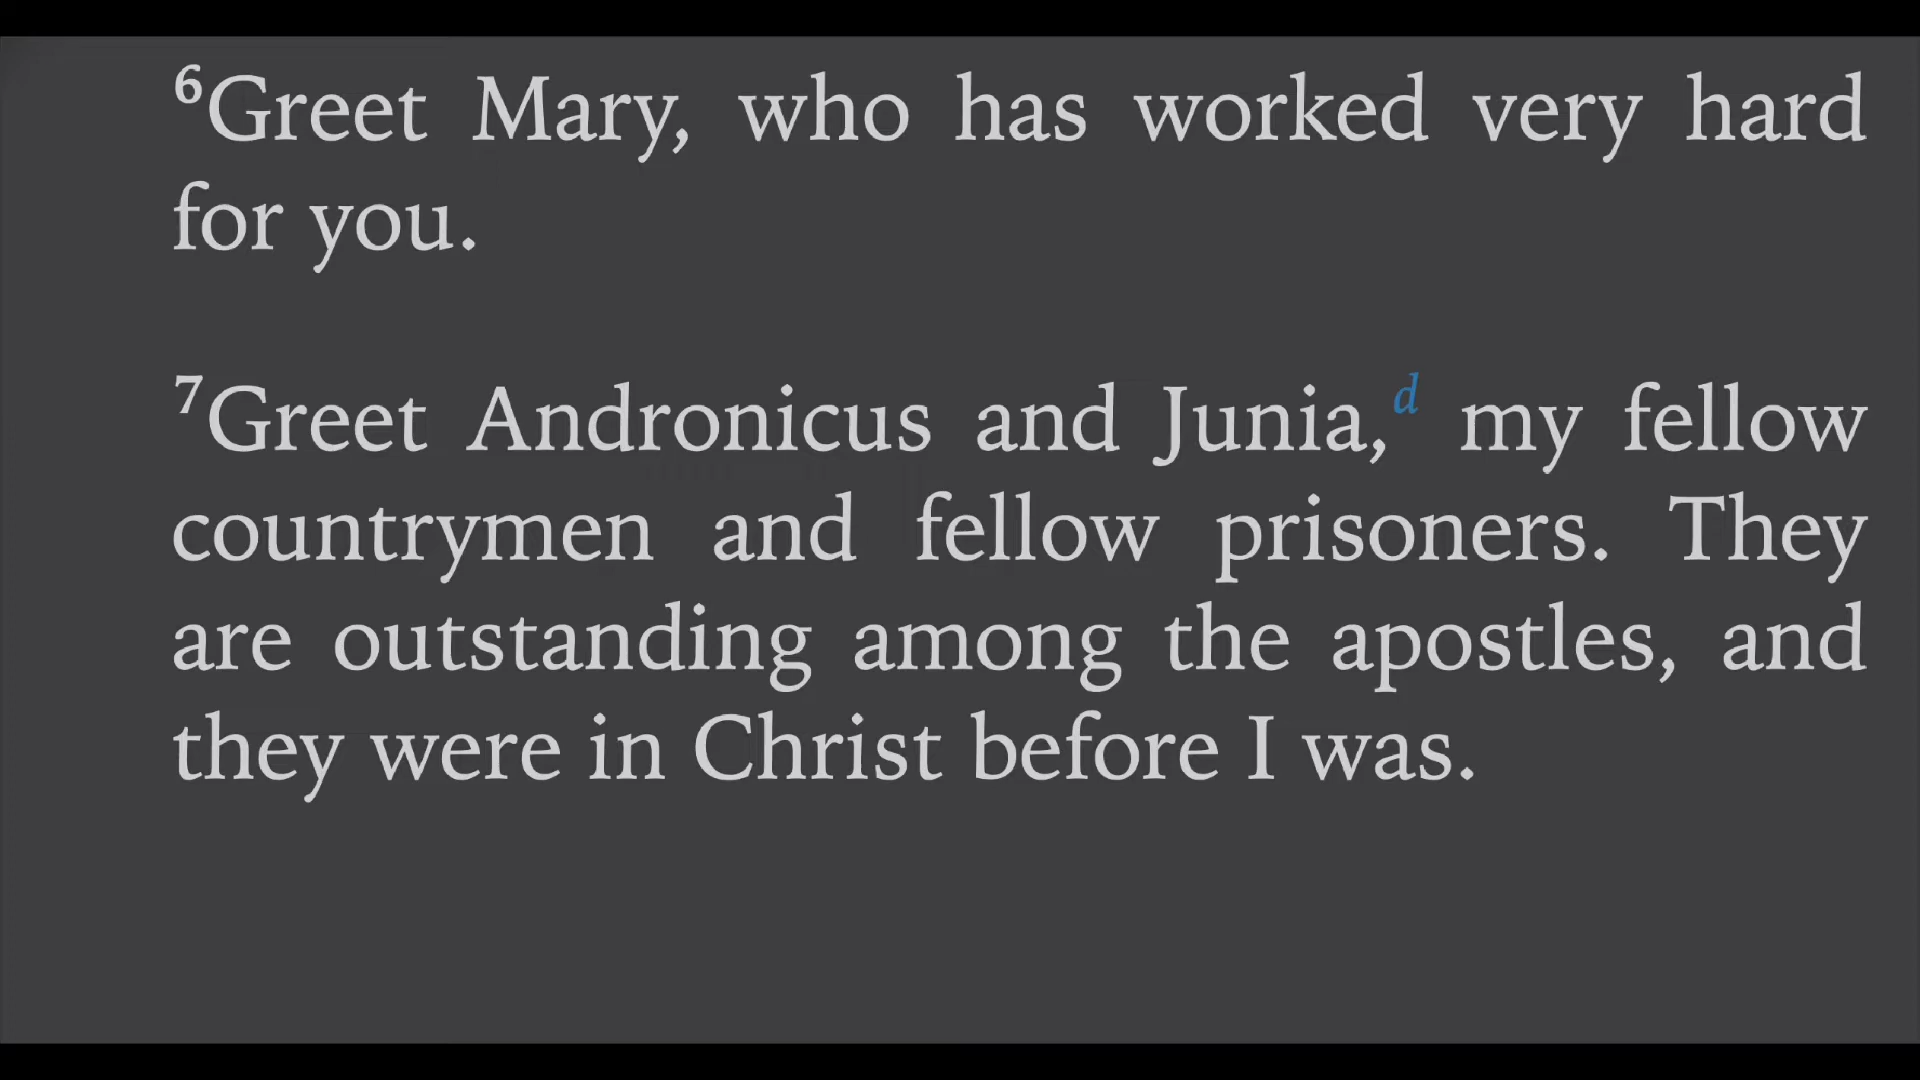 6Greet Mary, who has worked very hard
for you.
7Greet Andronicus and Junia,d my fellow
countrymen and fellow prisoners. They
are outstanding among the apostles, and
they were in Christ before I was.